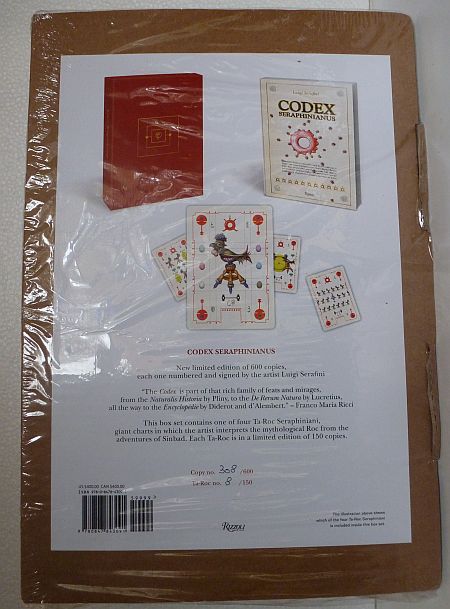 Luigi Serafini
CODEX
SERAPHINIANUS
CODEX SERAPHINIANUS
New limited edition of 600 copies,
each one numbered and signed by the artist Luigi Serafini
"The Codex is part of that rich family of feats and mirages,
from the Naturalis Historia by Pliny, to the De Rerum Natura by Lucretius,
all the way to the Encyclopédie by Diderot and d'Alembert." – Franco Maria Ricci
This box set contains one of four Ta-Roc Seraphiniani,
giant charts in which the artist interprets the mythological Roc from the
adventures of Sinbad. Each Ta-Roc is in a limited edition of 150 copies.
Copy no. 308 /600
Ta-Roc no. 8 /150
RIZZOLI
The illustration above shows
which of the four Ta-Roc Seraphiniani
is included inside this box set